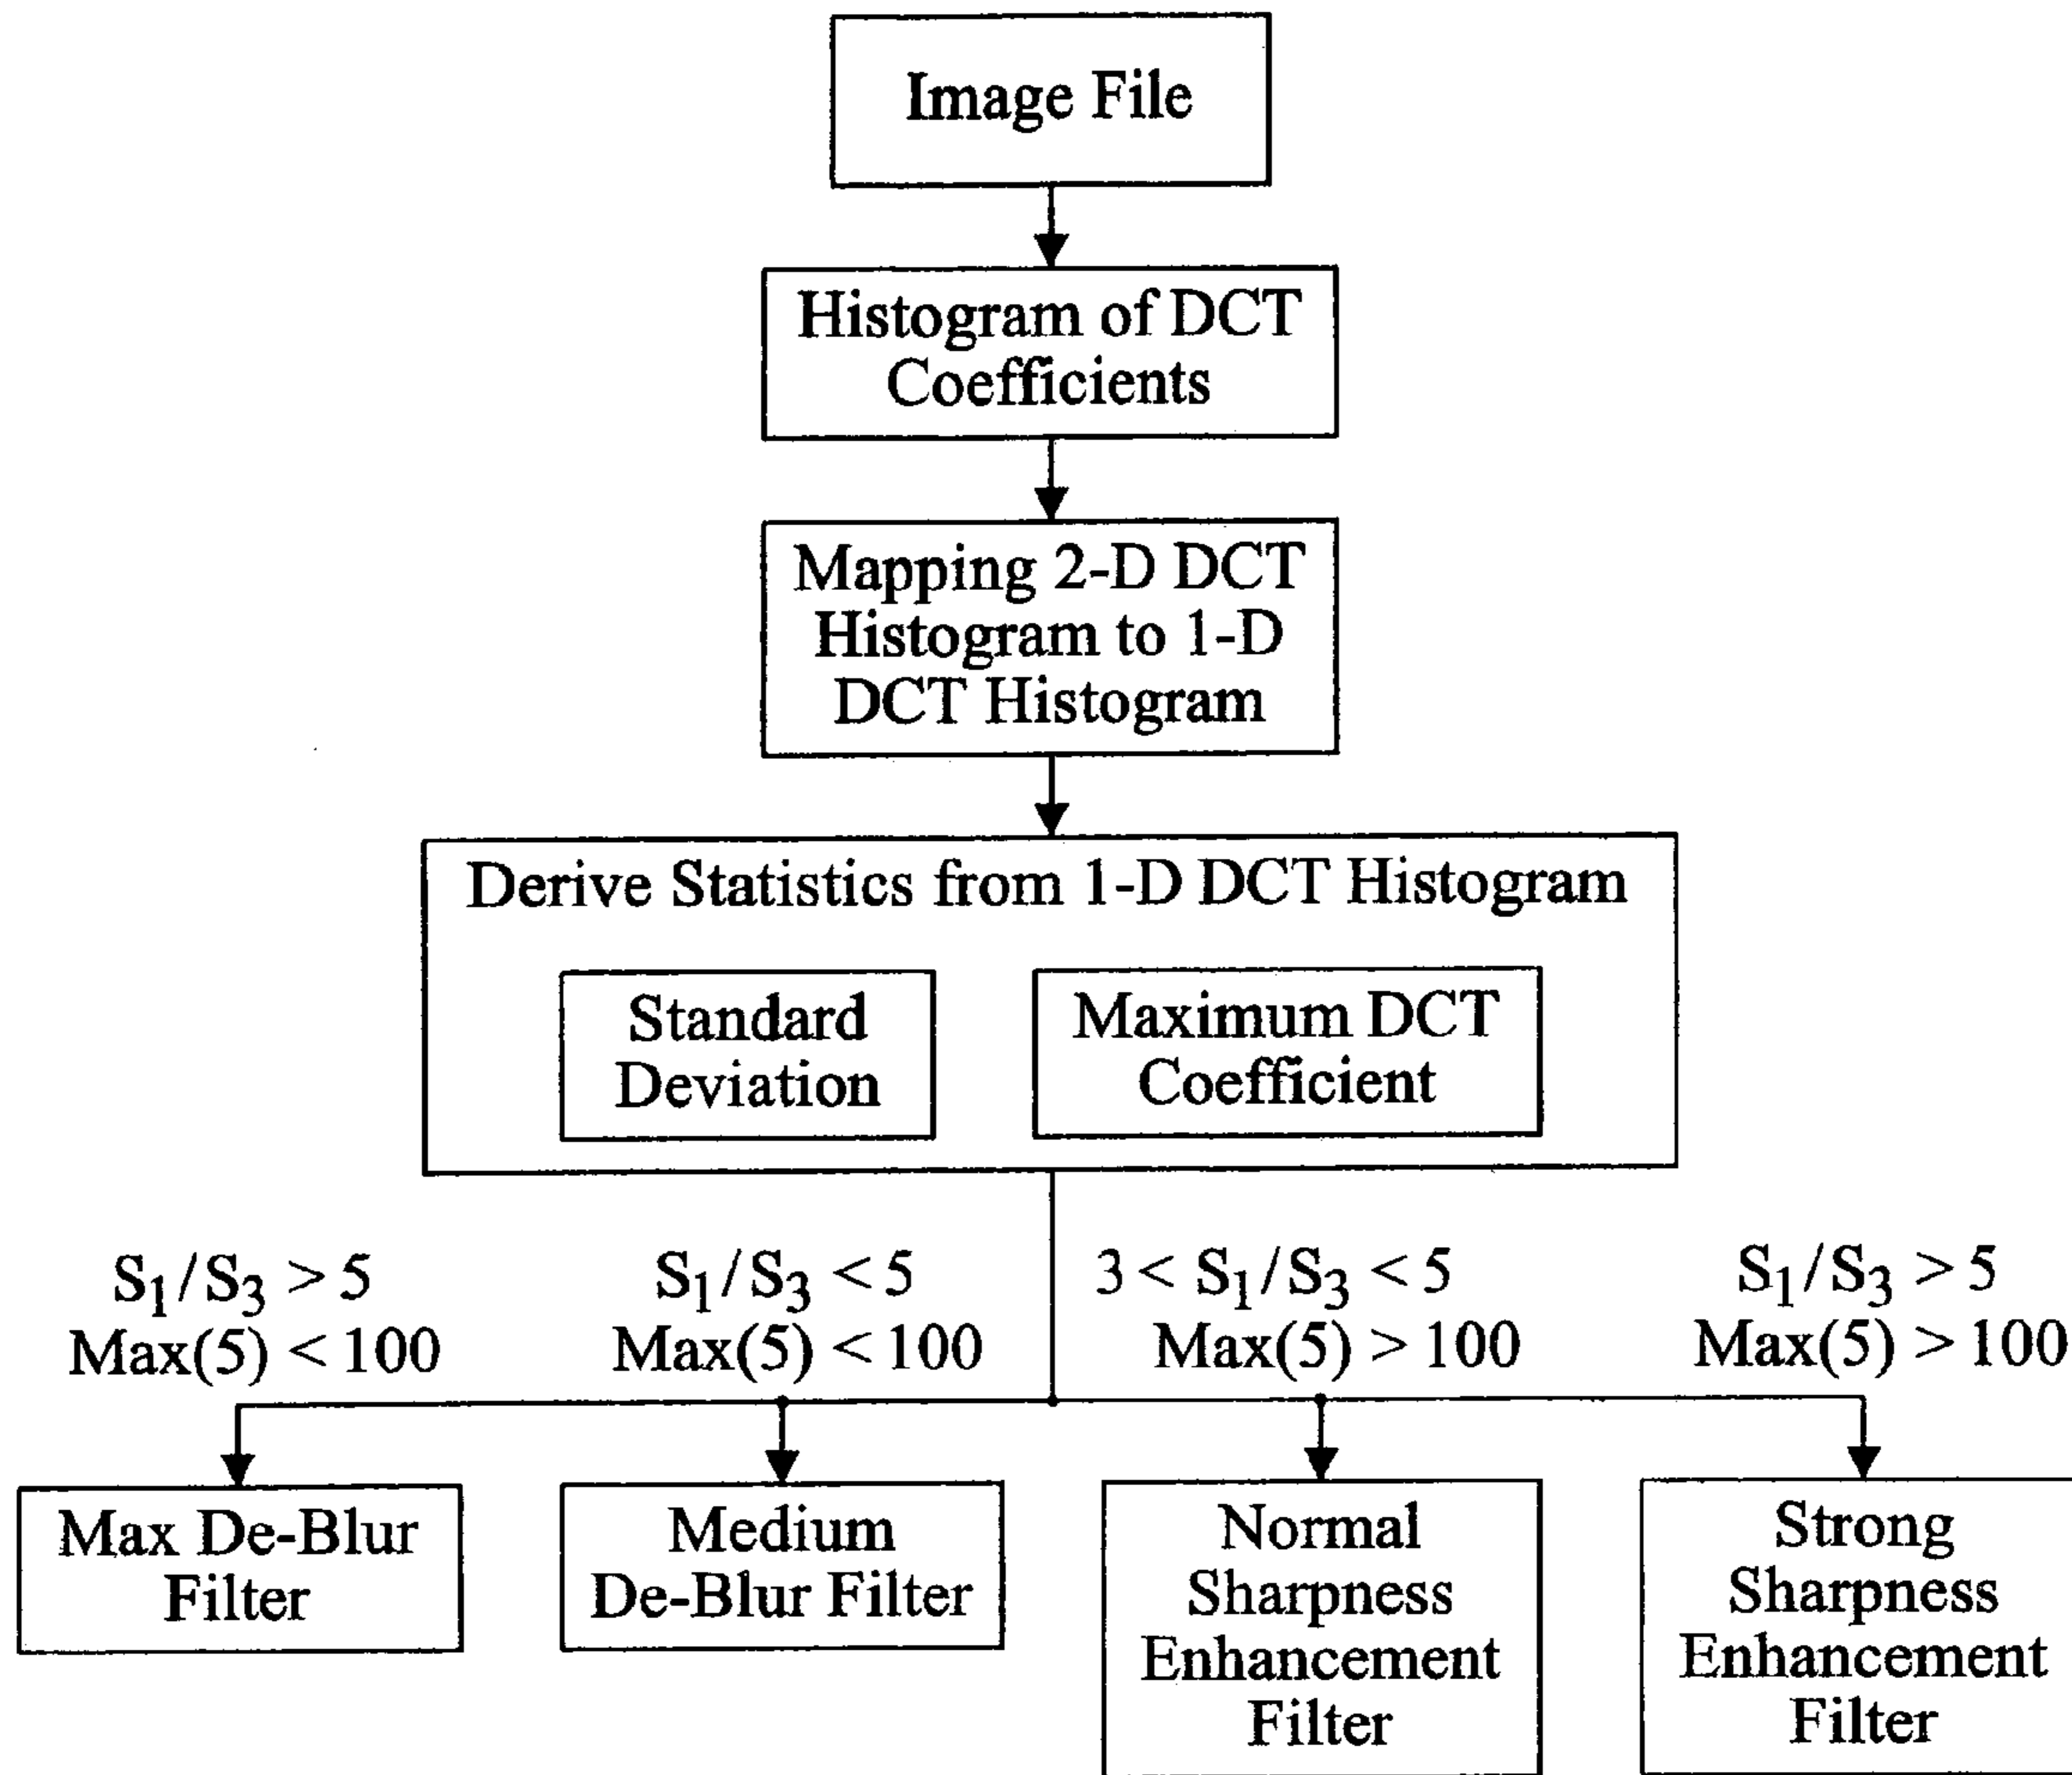 Image File
Histogram of DCT
Coefficients
Mapping 2-D DCT
Histogram to 1-D
DCT Histogram
Derive Statistics from 1-D DCT Histogram
Standard
Deviation
Maximum DCT
Coefficient
S₁/S₃ > 5
Max(5) < 100
S₁/S₃ < 5
Max(5) < 100
3 < S₁/S₃ < 5
Max(5) > 100
S₁/S₃ > 5
Max(5) > 100
Max De-Blur
Filter
Medium
De-Blur Filter
Normal
Sharpness
Enhancement
Filter
Strong
Sharpness
Enhancement
Filter